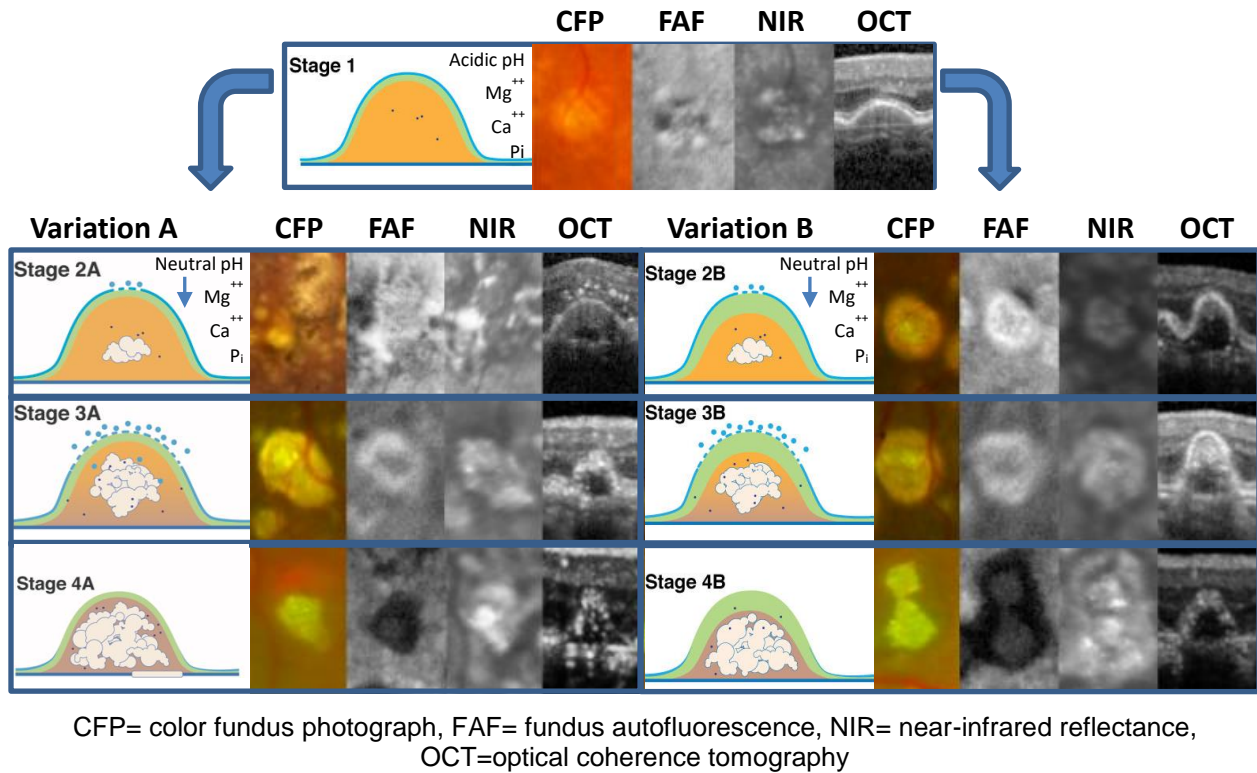 CFP FAF NIR OCT
Stage 1
Acidic pH
Mg++
Ca++
Pi
Variation A CFP FAF NIR OCT
Variation B CFP FAF NIR OCT
Stage 2A
Neutral pH
Mg++
Ca++
Pi
Stage 2B
Neutral pH
Mg++
Ca++
Pi
Stage 3A
Stage 3B
Stage 4A
Stage 4B
CFP= color fundus photograph, FAF= fundus autofluorescence, NIR= near-infrared reflectance,
OCT=optical coherence tomography